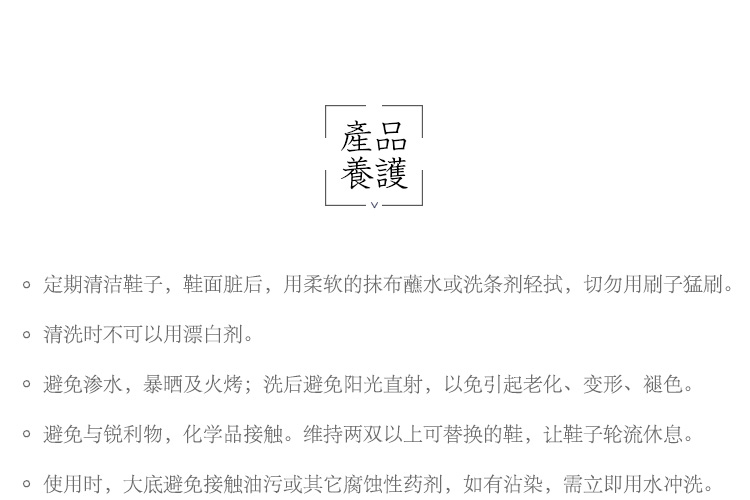 產品
養護
定期清洁鞋子，鞋面脏后，用柔软的抹布蘸水或洗条剂轻拭，切勿用刷子猛刷。
清洗时不可以用漂白剂。
避免渗水，暴晒及火烤；洗后避免阳光直射，以免引起老化、变形、褪色。
避免与锐利物，化学品接触。维持两双以上可替换的鞋，让鞋子轮流休息。
使用时，大底避免接触油污或其它腐蚀性药剂，如有沾染，需立即用水冲洗。